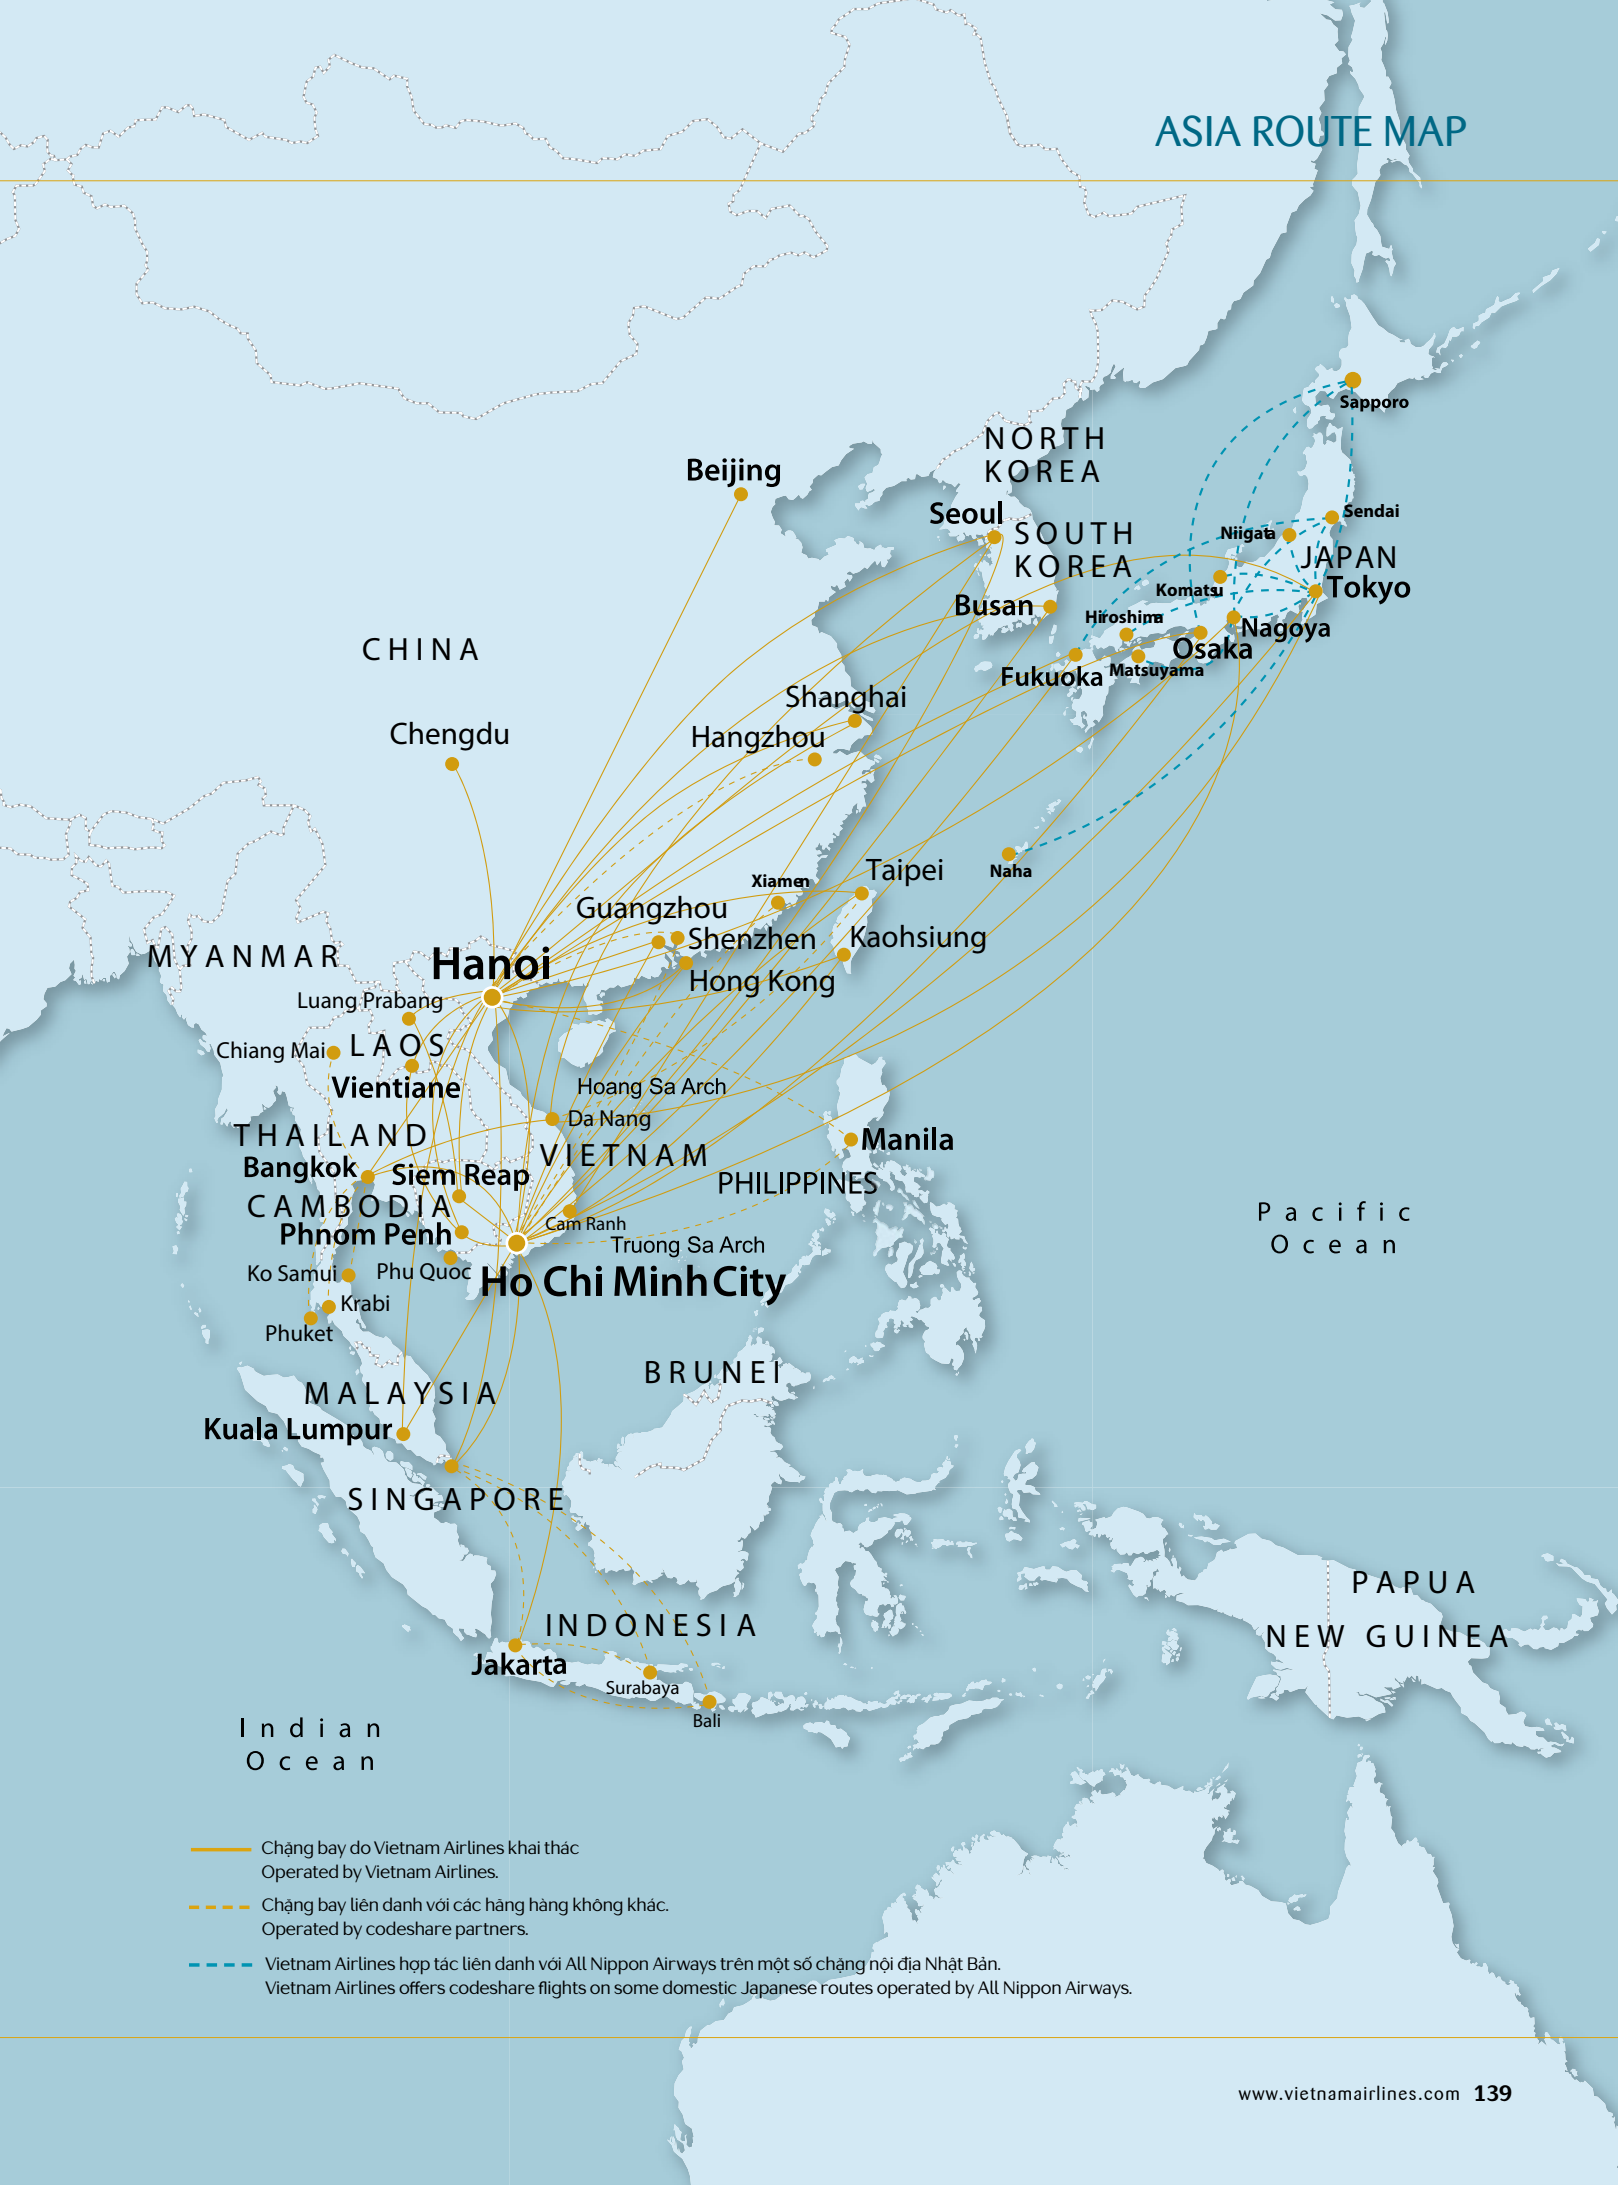 ASIA ROUTE MAP
Sapporo
NORTH
KOREA
Beijing
Seoul
Sendai
SOUTH
KOREA
Niigata
JAPAN
Komatsu
Tokyo
Busan
Hiroshima
Nagoya
CHINA
Osaka
Matsuyama
Fukuoka
Shanghai
Chengdu
Hangzhou
Taipei
Naha
Xiamen
Guangzhou
Shenzhen
Kaohsiung
MYANMAR
Hanoi
Hong Kong
Luang Prabang
Chiang Mai
LAOS
Vientiane
Hoang Sa Arch
Da Nang
THAILAND
Manila
VIETNAM
Bangkok
Siem Reap
PHILIPPINES
CAMBODIA
Pacific
Ocean
Cam Ranh
Phnom Penh
Truong Sa Arch
Ko Samui
Phu Quoc
Ho Chi Minh City
Krabi
Phuket
BRUNEI
MALAYSIA
Kuala Lumpur
SINGAPORE
PAPUA
NEW GUINEA
INDONESIA
Jakarta
Surabaya
Bali
Indian
Ocean
Chặng bay do Vietnam Airlines khai thác
Operated by Vietnam Airlines.
Chặng bay liên danh với các hãng hàng không khác.
Operated by codeshare partners.
Vietnam Airlines hợp tác liên danh với All Nippon Airways trên một số chặng nội địa Nhật Bản.
Vietnam Airlines offers codeshare flights on some domestic Japanese routes operated by All Nippon Airways.
www.vietnamairlines.com 139